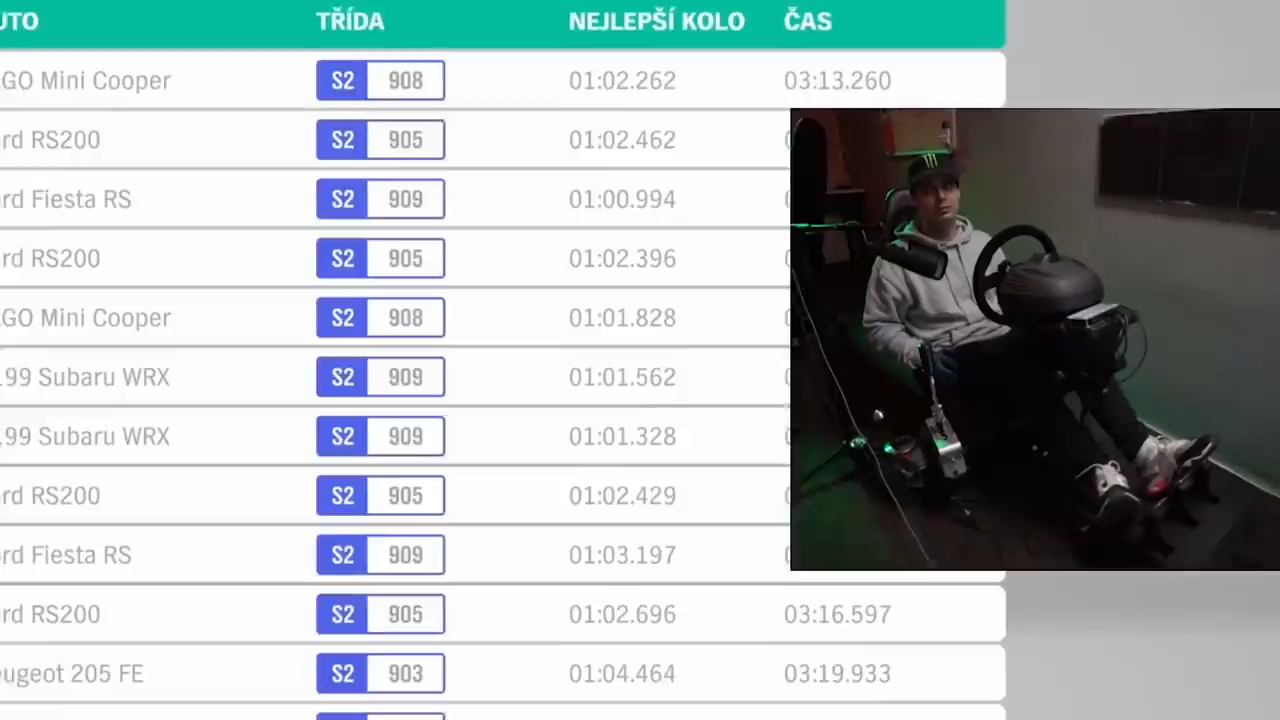 UTO TŘÍDA NEJLEPŠÍ KOLO ČAS
GO Mini Cooper S2 908 01:02.262 03:13.260
rd RS200 S2 905 01:02.462
rd Fiesta RS S2 909 01:00.994
rd RS200 S2 905 01:02.396
GO Mini Cooper S2 908 01:01.828
99 Subaru WRX S2 909 01:01.562
99 Subaru WRX S2 909 01:01.328
rd RS200 S2 905 01:02.429
rd Fiesta RS S2 909 01:03.197
rd RS200 S2 905 01:02.696 03:16.597
ugeot 205 FE S2 903 01:04.464 03:19.933